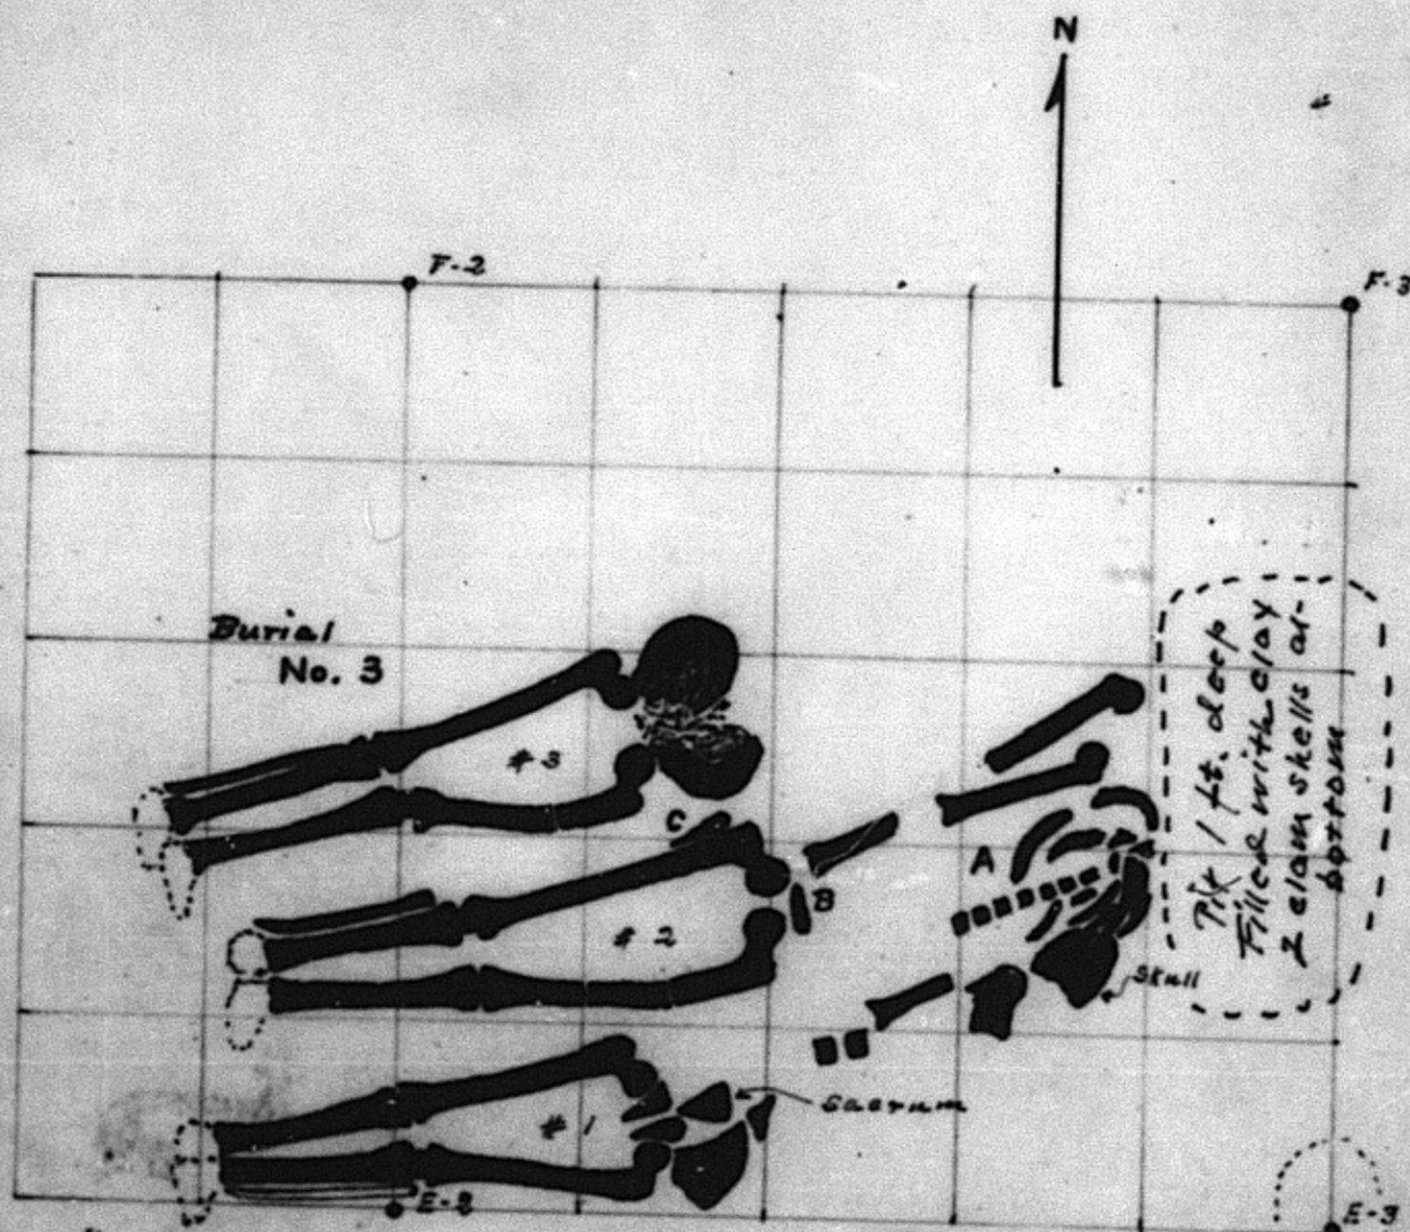 N
F-2
F-3
Burial
No. 3
#3
C
A
B
#2
Skull
Pit 1 ft. deep
Filled with clay
2 clam shells at
bottom
Sacrum
#1
E-2
E-3